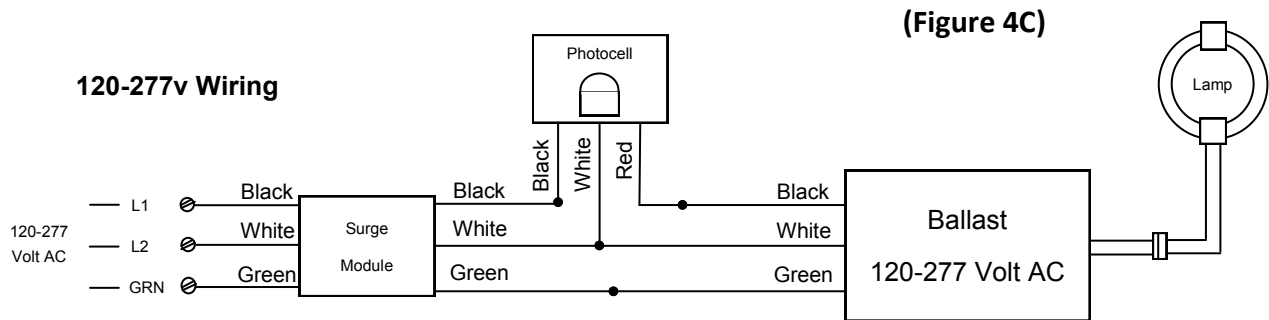 (Figure 4C)
120-277v Wiring
Photocell
Lamp
Black
White
Red
120-277
Volt AC
L1
L2
GRN
Black
White
Green
Surge
Module
Black
White
Green
Black
White
Green
Ballast
120-277 Volt AC